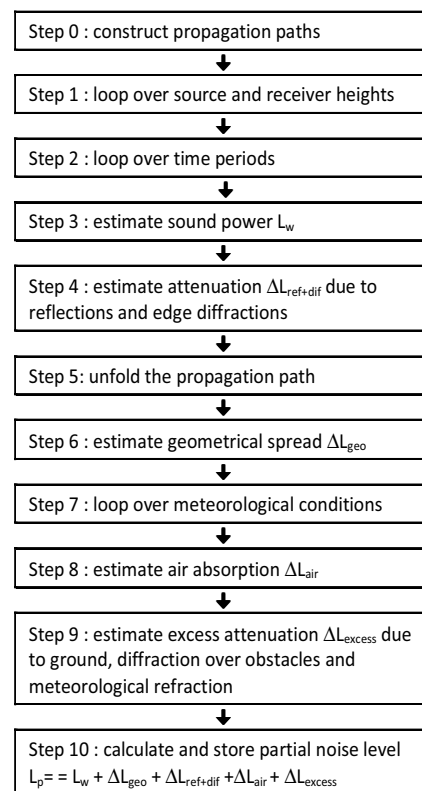 Step 0 : construct propagation paths
Step 1 : loop over source and receiver heights
Step 2 : loop over time periods
Step 3 : estimate sound power Lw
Step 4 : estimate attenuation ΔLref+dif due to
reflections and edge diffractions
Step 5: unfold the propagation path
Step 6 : estimate geometrical spread ΔLgeo
Step 7 : loop over meteorological conditions
Step 8 : estimate air absorption ΔLair
Step 9 : estimate excess attenuation ΔLexcess due
to ground, diffraction over obstacles and
meteorological refraction
Step 10 : calculate and store partial noise level
Lp= = Lw + ΔLgeo + ΔLref+dif +ΔLair + ΔLexcess